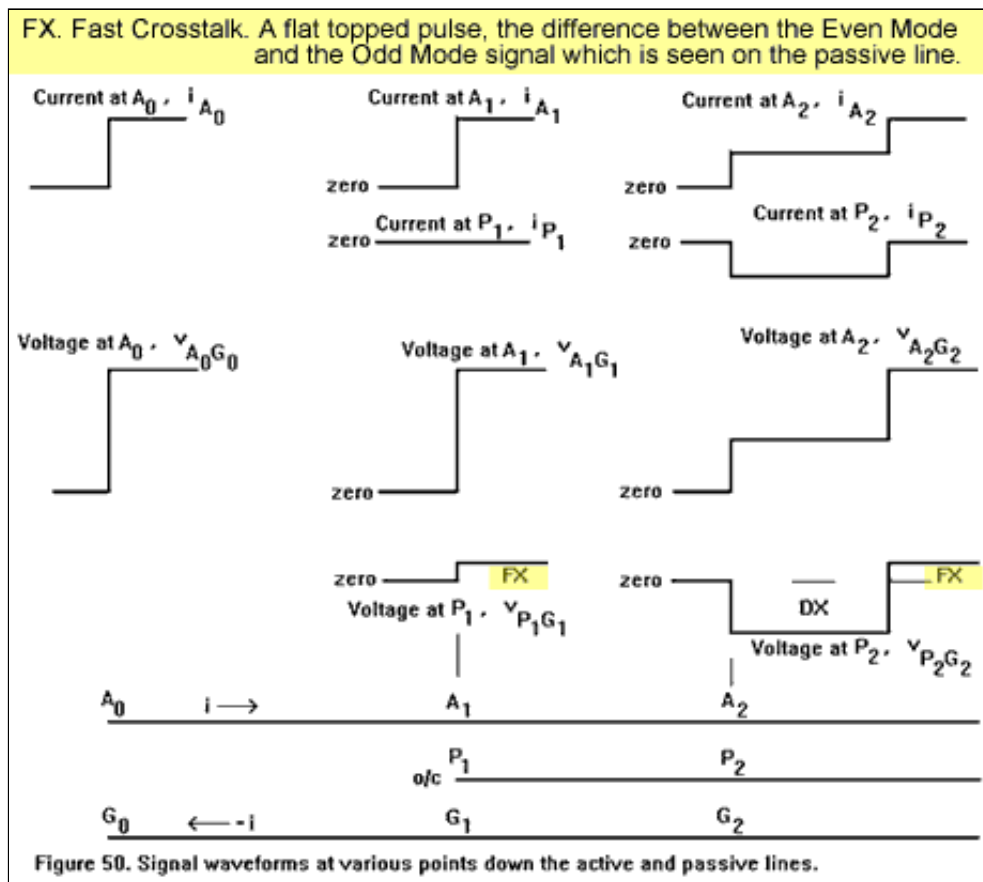 FX. Fast Crosstalk. A flat topped pulse, the difference between the Even Mode
and the Odd Mode signal which is seen on the passive line.
Current at A0, iA0
Current at A1, iA1
Current at A2, iA2
zero
zero
Current at P1, iP1
zero
Current at P2, iP2
zero
Voltage at A0, vA0G0
Voltage at A1, vA1G1
Voltage at A2, vA2G2
zero
zero
zero
FX
zero
FX
DX
Voltage at P1, vP1G1
Voltage at P2, vP2G2
A0 i → A1 A2
P1 P2
o/c
G0 ← -i G1 G2
Figure 50. Signal waveforms at various points down the active and passive lines.